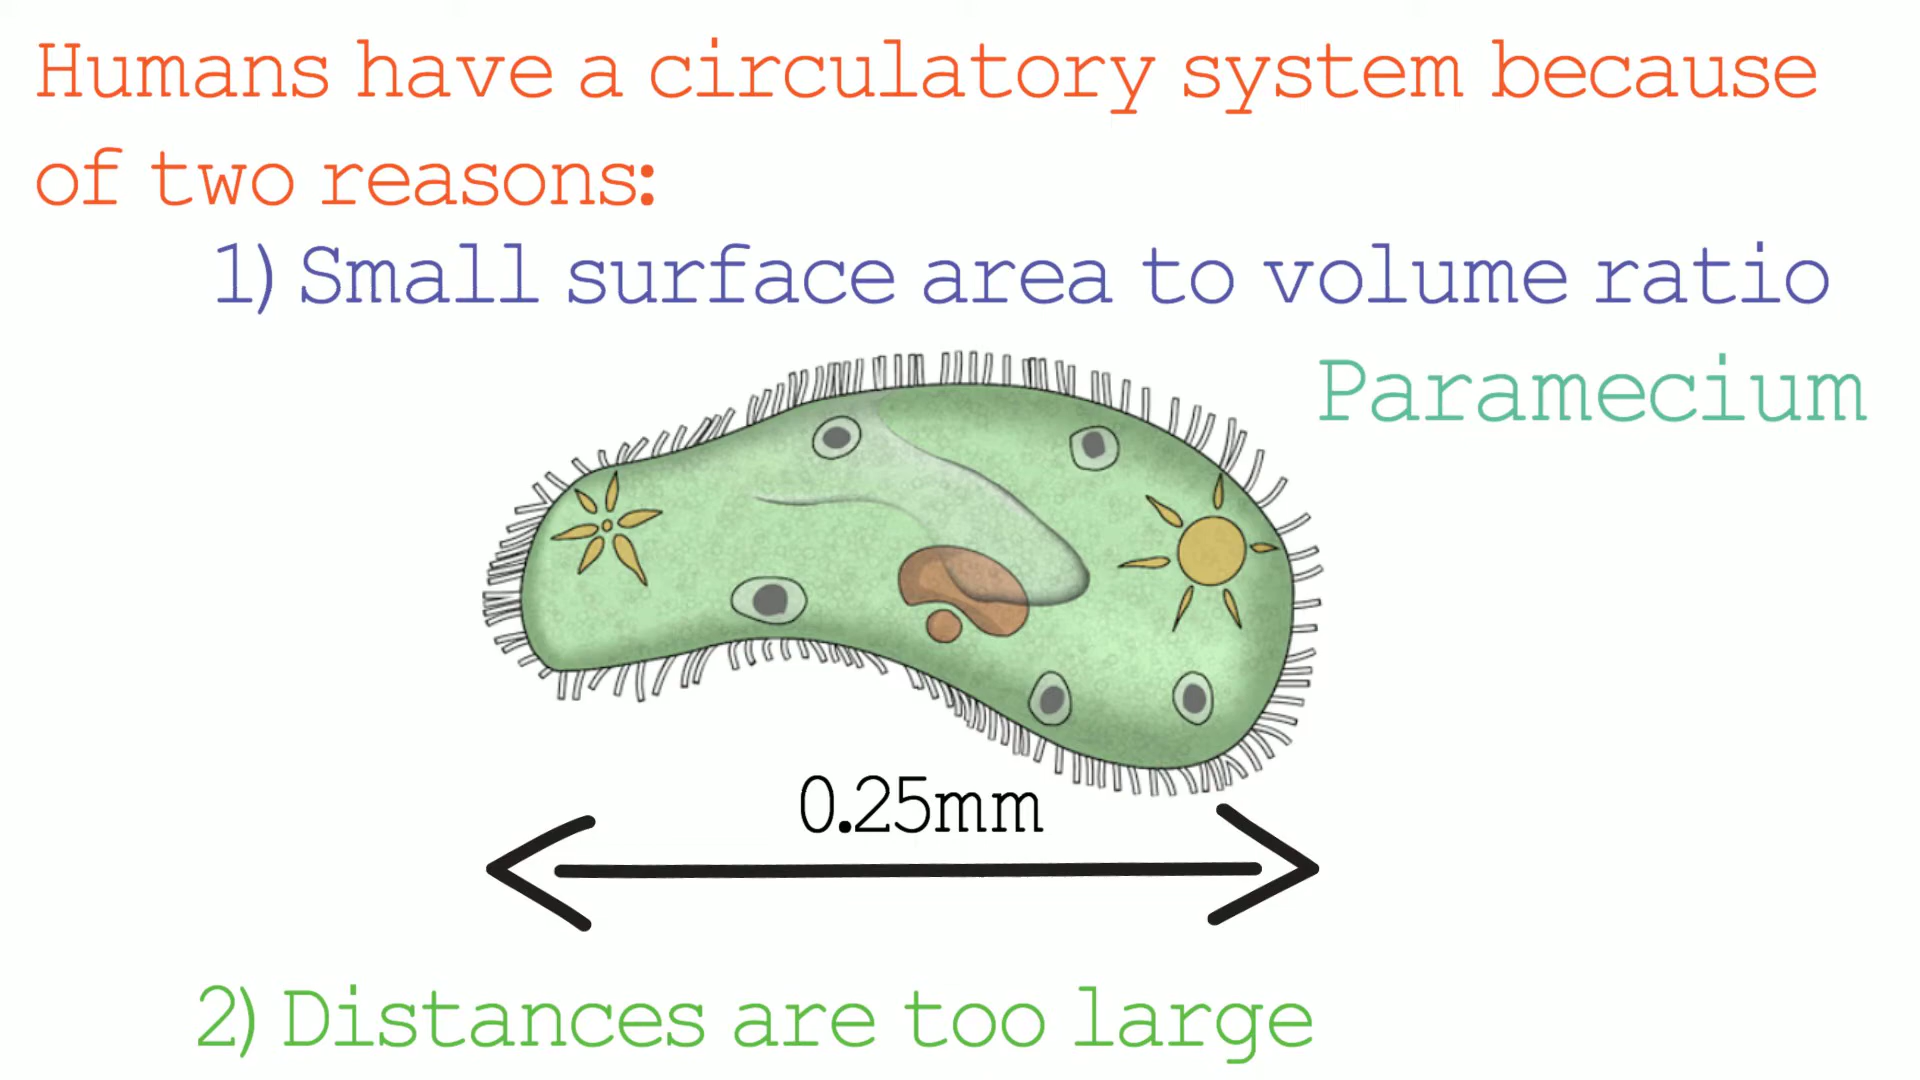 Humans have a circulatory system because
of two reasons:
1) Small surface area to volume ratio
Paramecium
0.25mm
2) Distances are too large